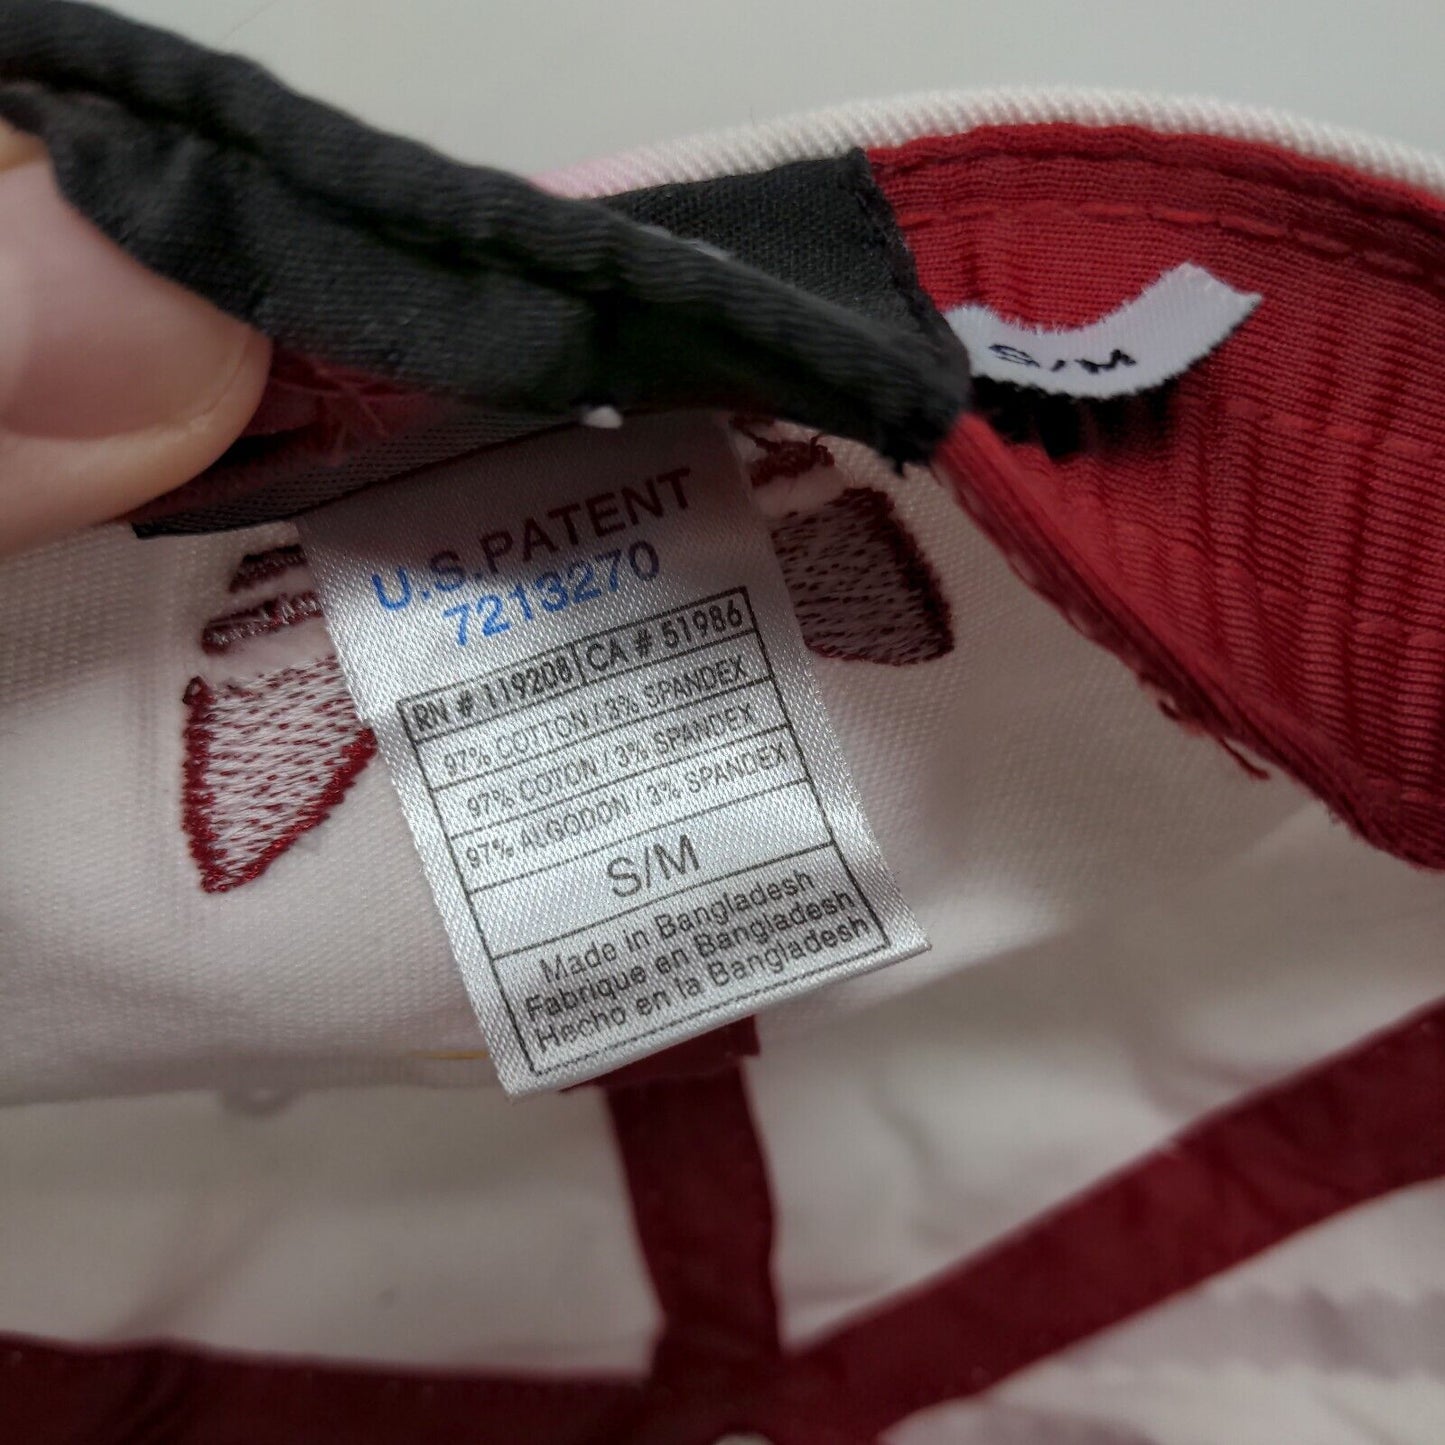 S/M
U.S.PATENT
7213270
RN # 119208 CA # 51986
97% COTTON / 3% SPANDEX
97% COTON / 3% SPANDEX
97% ALGODON / 3% SPANDEX
S/M
Made in Bangladesh
Fabrique en Bangladesh
Hecho en la Bangladesh